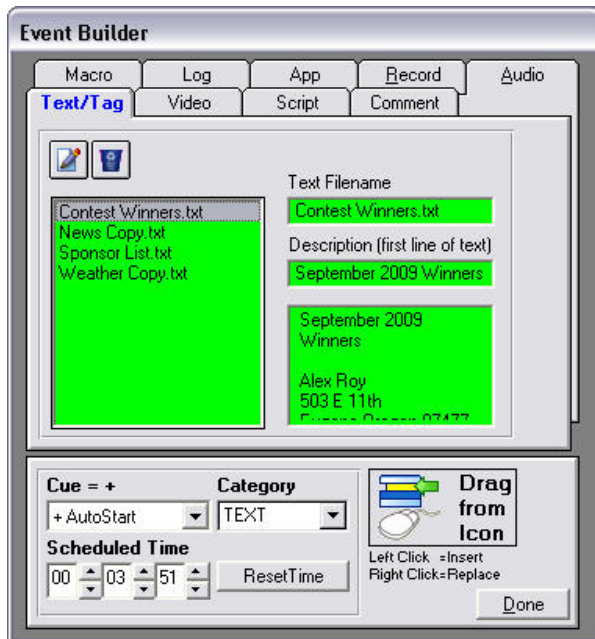 Event Builder
Macro Log App Record Audio
Text/Tag Video Script Comment
Text Filename
Contest Winners.txt
News Copy.txt
Sponsor List.txt
Weather Copy.txt
Contest Winners.txt
Description (first line of text)
September 2009 Winners
September 2009
Winners
Alex Roy
503 E 11th
Eugene Oregon 97477
Cue = + Category
+ AutoStart TEXT
Scheduled Time
00 03 51 ResetTime
Drag
from
Icon
Left Click =Insert
Right Click=Replace
Done